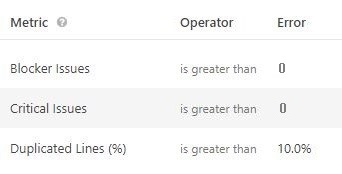 Metric ? Operator Error
Blocker Issues is greater than 0
Critical Issues is greater than 0
Duplicated Lines (%) is greater than 10.0%